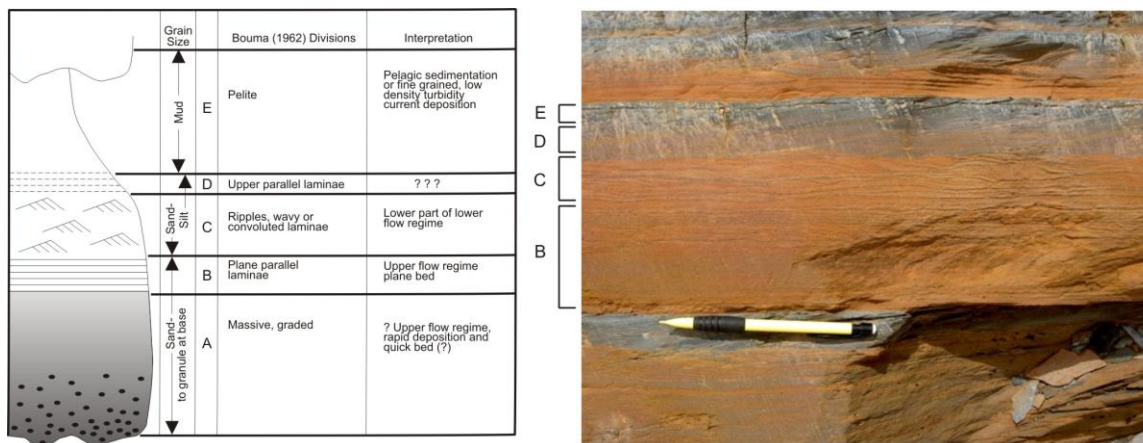 Grain
Size
Bouma (1962) Divisions
Interpretation
Mud
E
Pelite
Pelagic sedimentation
or fine grained, low
density turbidity
current deposition
D
Upper parallel laminae
? ? ?
Sand-
Silt
C
Ripples, wavy or
convoluted laminae
Lower part of lower
flow regime
B
Plane parallel
laminae
Upper flow regime
plane bed
Sand-
to granule at base
A
Massive, graded
? Upper flow regime,
rapid deposition and
quick bed (?)
E
D
C
B